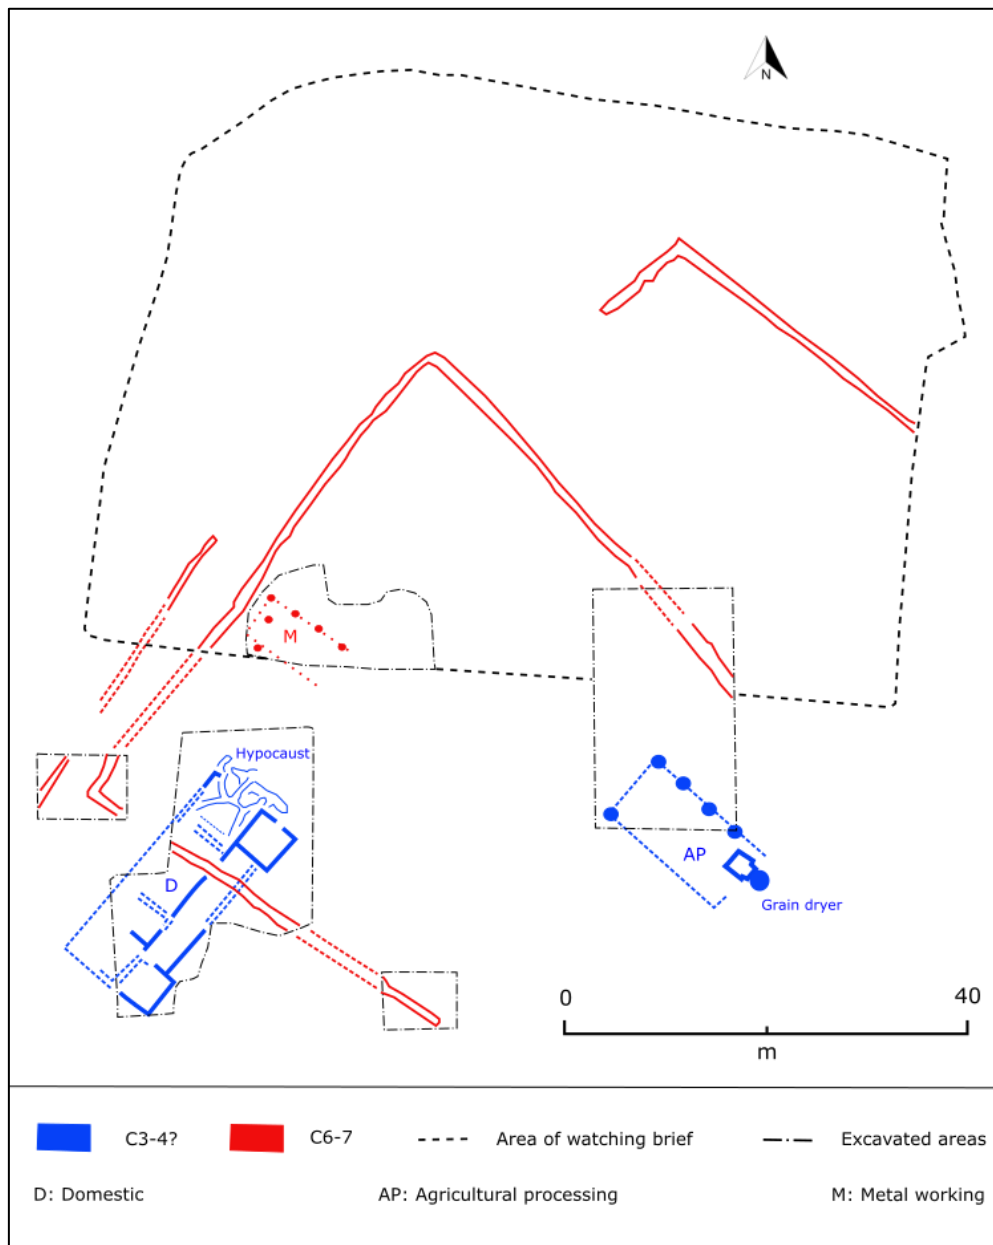 N
M
Hypocaust
D
AP
Grain dryer
0 40
m
C3-4? C6-7 Area of watching brief Excavated areas
D: Domestic AP: Agricultural processing M: Metal working